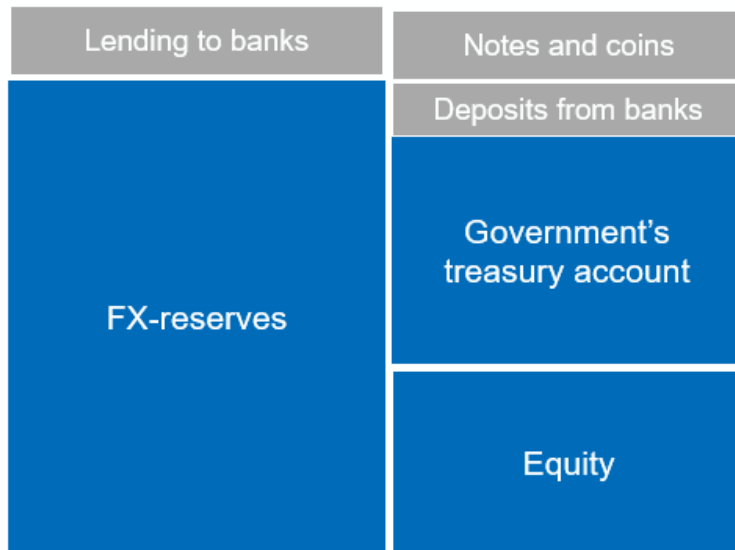 Lending to banks
FX-reserves
Notes and coins
Deposits from banks
Government’s
treasury account
Equity